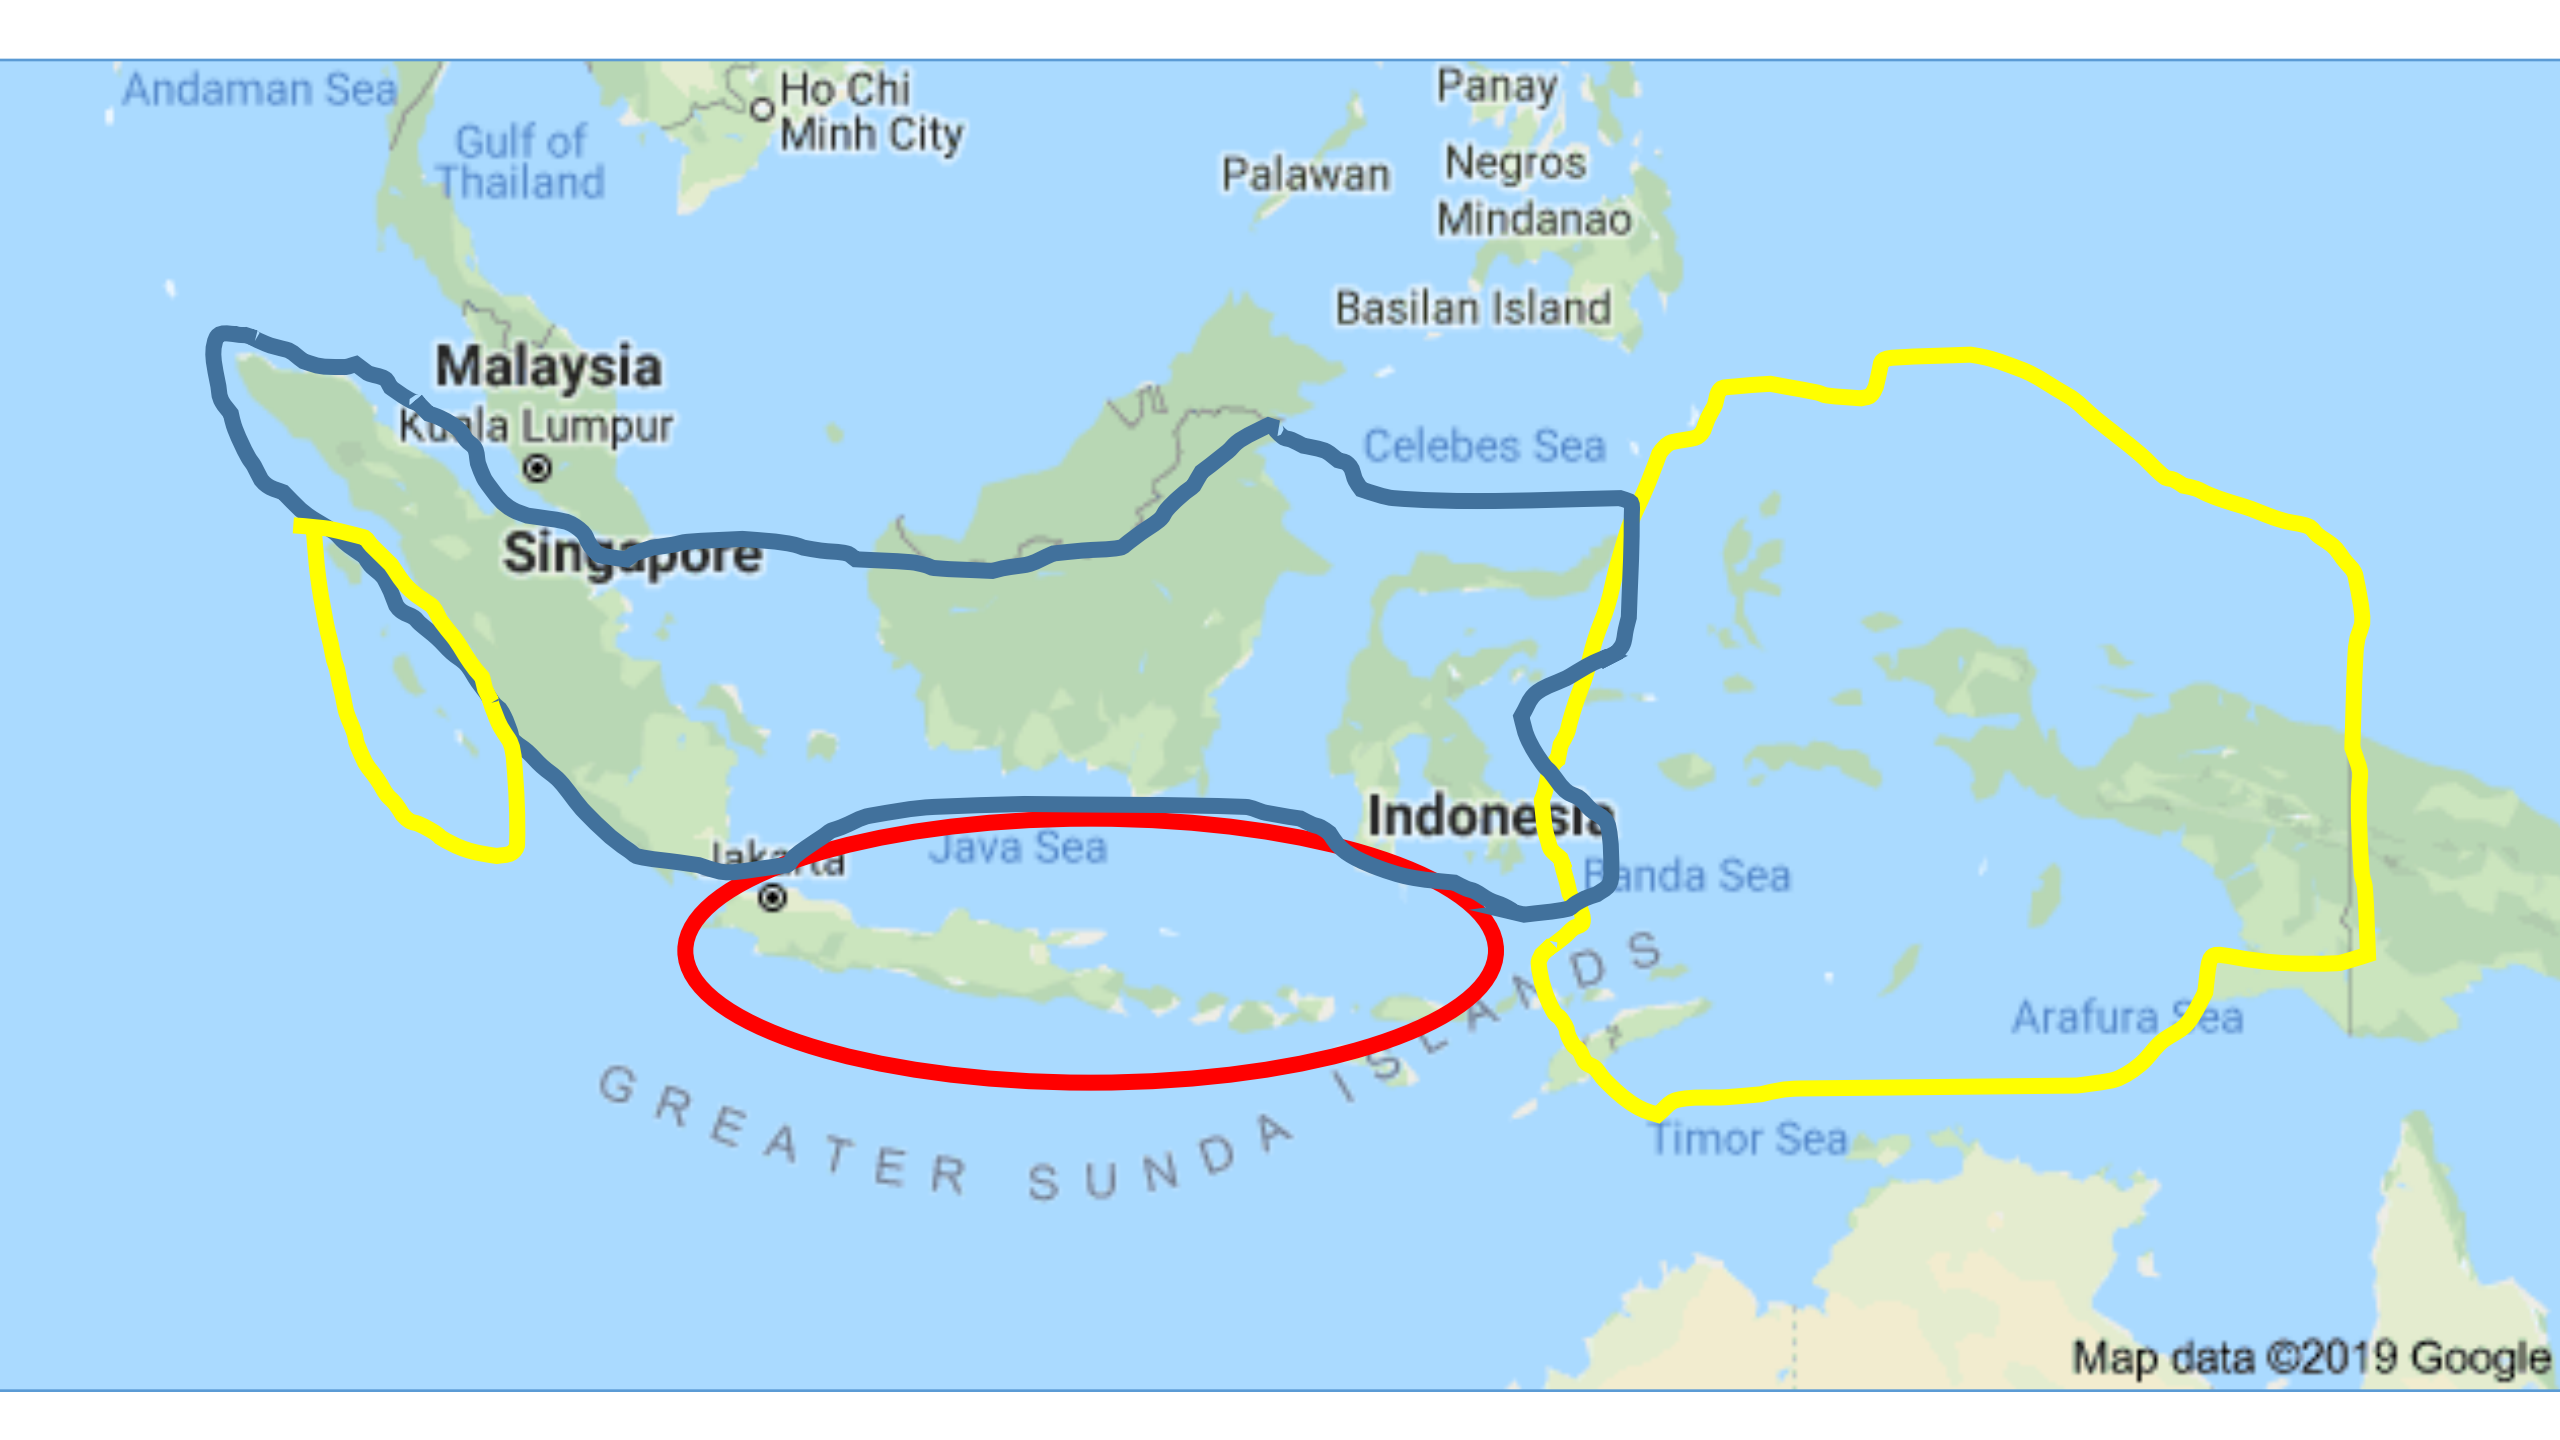 Andaman Sea
Gulf of
Thailand
Ho Chi
Minh City
Panay
Palawan
Negros
Mindanao
Basilan Island
Malaysia
Kuala Lumpur
Celebes Sea
Singapore
Indonesia
Jakarta
Java Sea
Banda Sea
GREATER SUNDA ISLANDS
Arafura Sea
Timor Sea
Map data ©2019 Google